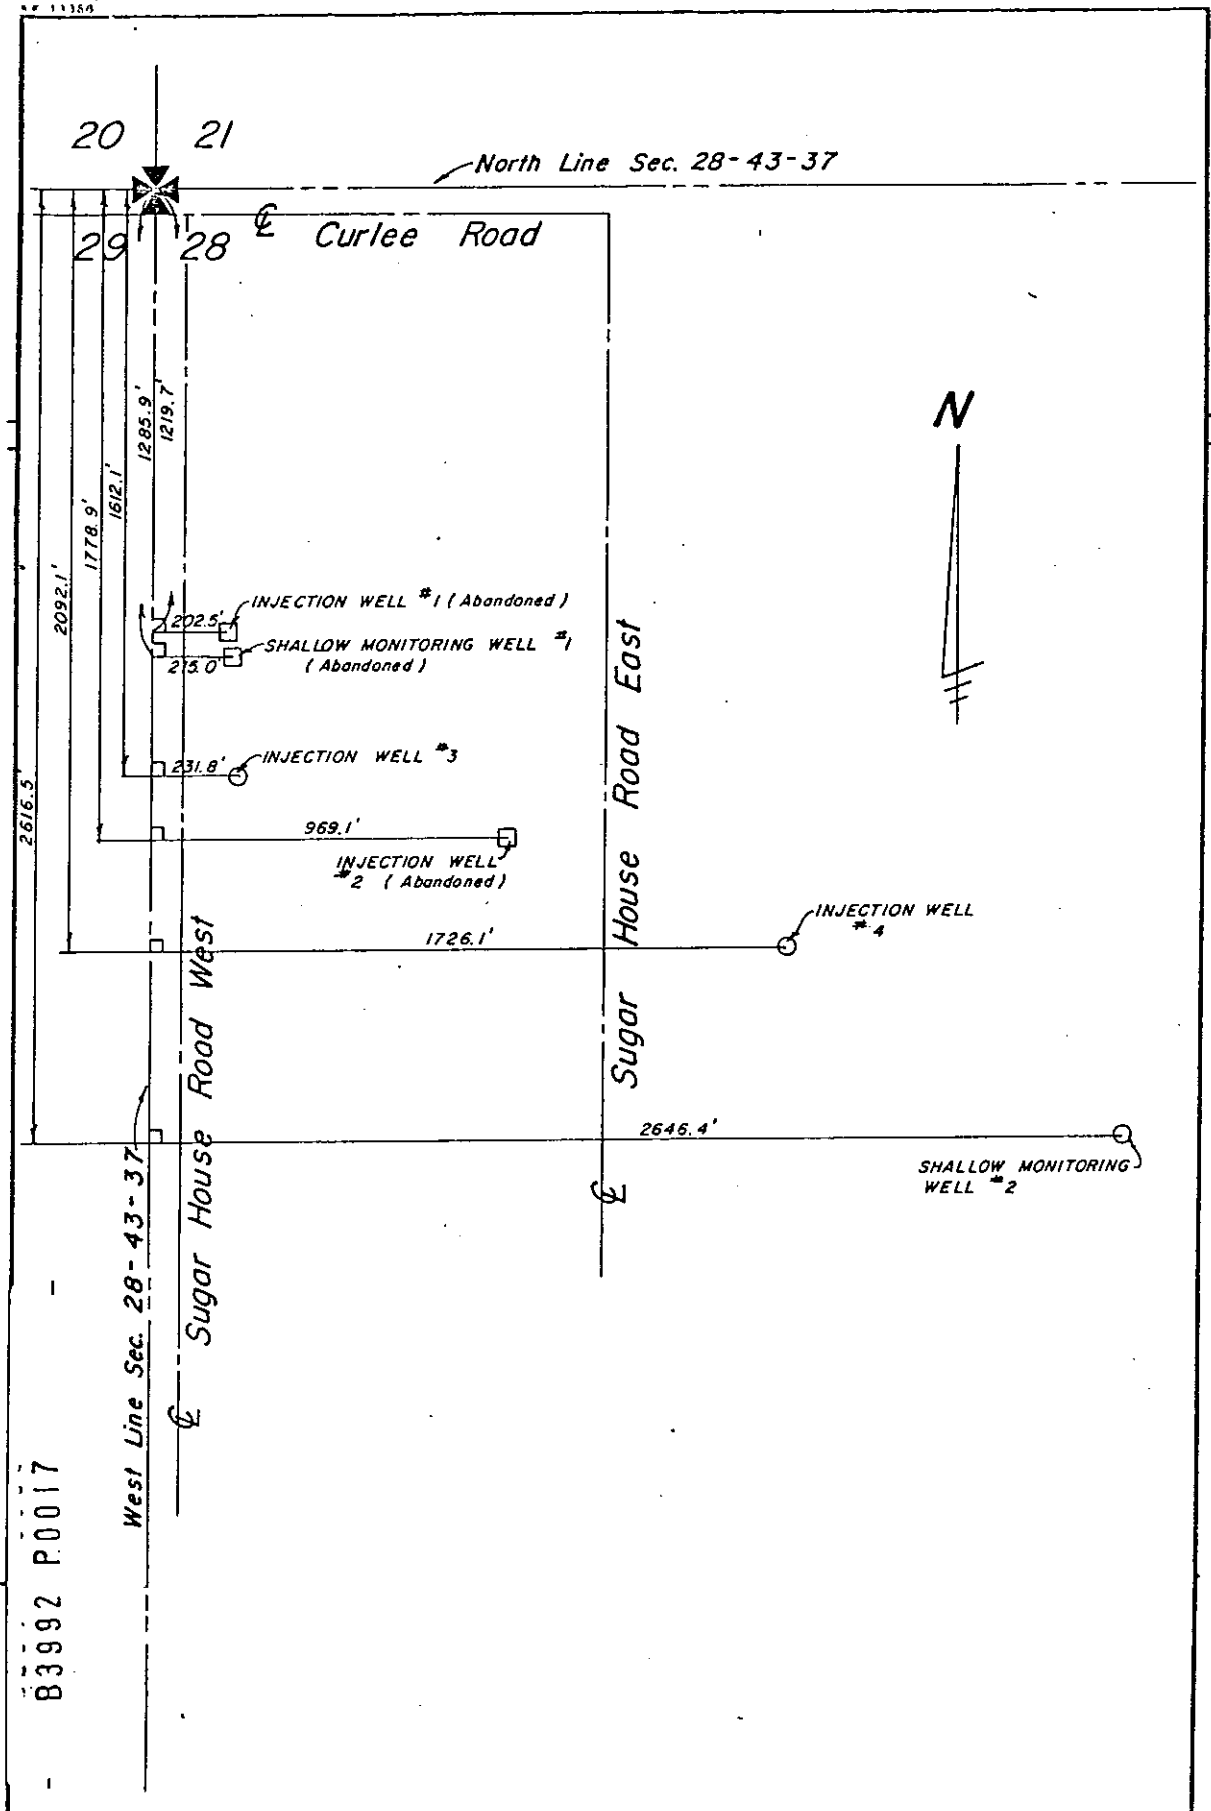 20 21
North Line Sec. 28-43-37
29 28
℄ Curlee Road
1285.9'
1219.7'
1612.1'
1778.9'
2092.1'
2616.5'
N
202.5'
INJECTION WELL #1 (Abandoned)
215.0'
SHALLOW MONITORING WELL #1
(Abandoned)
231.8'
INJECTION WELL #3
969.1'
INJECTION WELL
#2 (Abandoned)
1726.1'
INJECTION WELL
#4
2646.4'
SHALLOW MONITORING
WELL #2
Sugar House Road East
℄
Sugar House Road West
℄
West Line Sec. 28-43-37
B3992 P0017